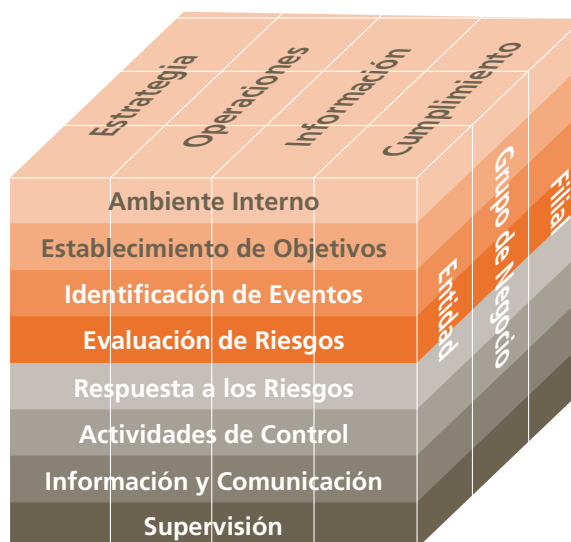 Estrategia
Operaciones
Información
Cumplimiento
Ambiente Interno
Establecimiento de Objetivos
Identificación de Eventos
Evaluación de Riesgos
Respuesta a los Riesgos
Actividades de Control
Información y Comunicación
Supervisión
Entidad
Grupo de Negocio
Filial